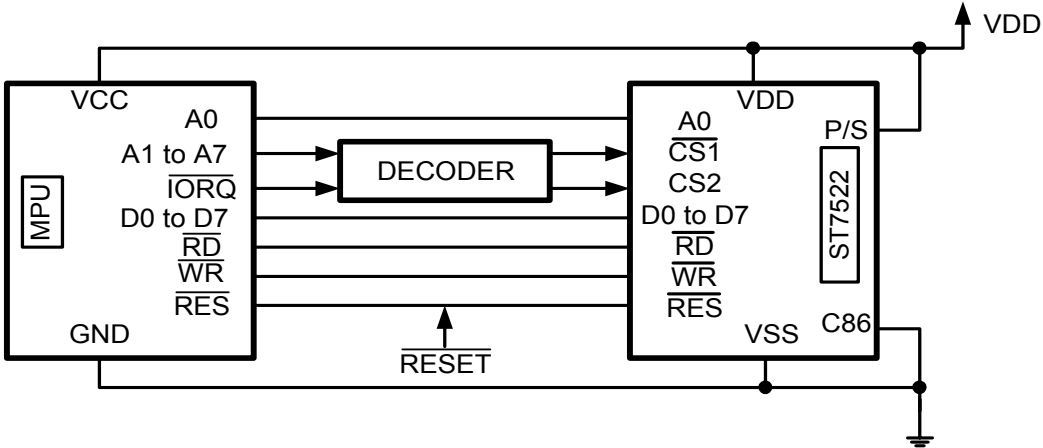 VDD
VCC
A0
A1 to A7
IORQ
D0 to D7
RD
WR
RES
GND
MPU
DECODER
RESET
VDD
A0
CS1
CS2
D0 to D7
RD
WR
RES
VSS
P/S
ST7522
C86